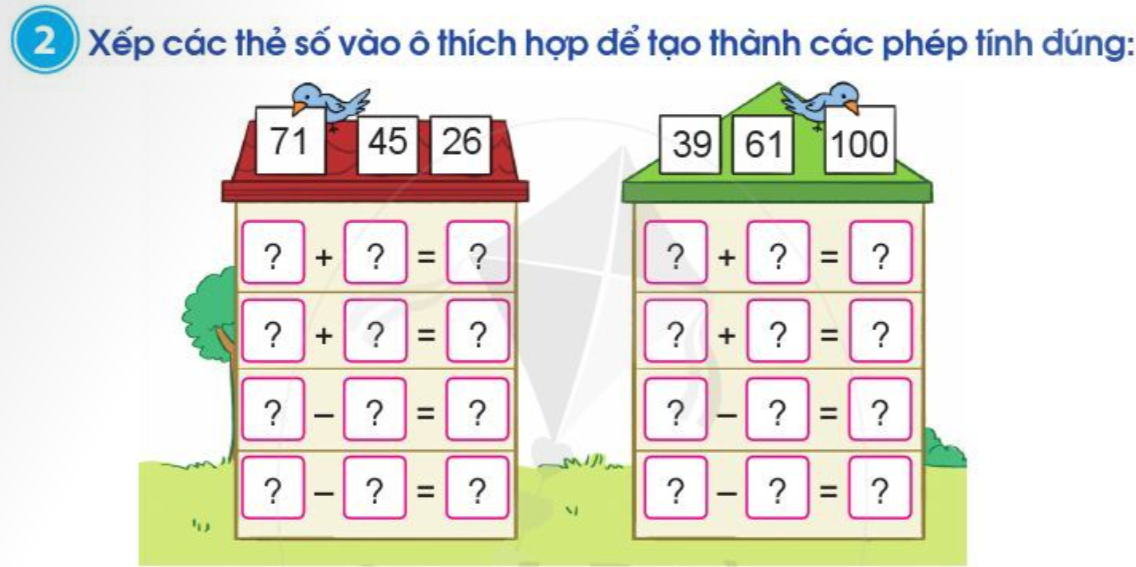 2 Xếp các thẻ số vào ô thích hợp để tạo thành các phép tính đúng:
71 45 26
39 61 100
? + ? = ?
? + ? = ?
? − ? = ?
? − ? = ?
? + ? = ?
? + ? = ?
? − ? = ?
? − ? = ?